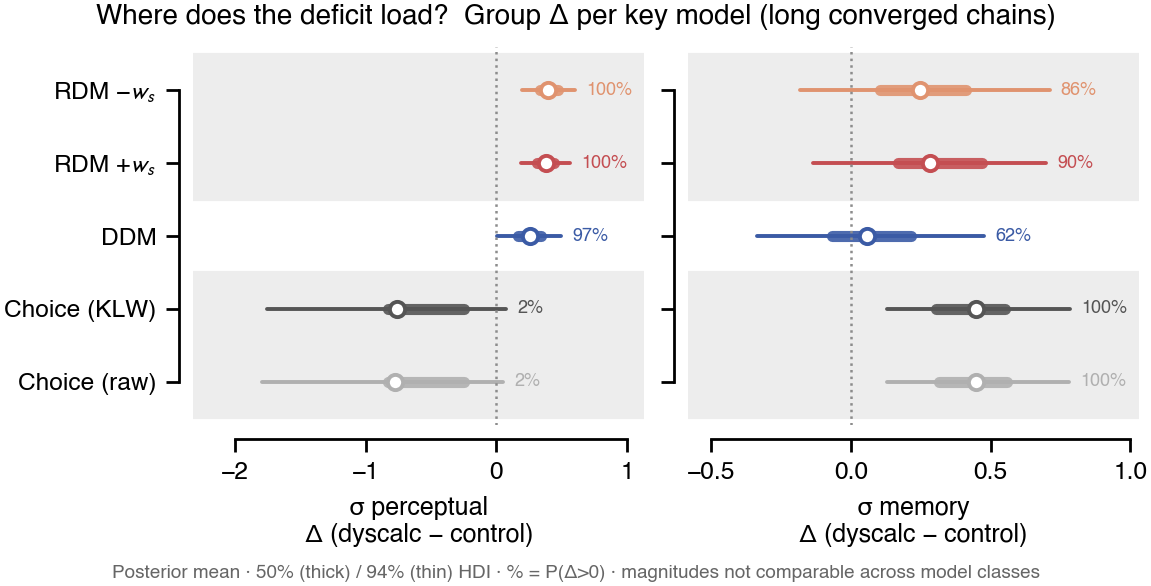 Where does the deficit load?  Group Δ per key model (long converged chains)
RDM −wₛ
100%
86%
RDM +wₛ
100%
90%
DDM
97%
62%
Choice (KLW)
2%
100%
Choice (raw)
2%
100%
−2 −1 0 1
−0.5 0.0 0.5 1.0
σ perceptual
Δ (dyscalc − control)
σ memory
Δ (dyscalc − control)
Posterior mean · 50% (thick) / 94% (thin) HDI · % = P(Δ>0) · magnitudes not comparable across model classes